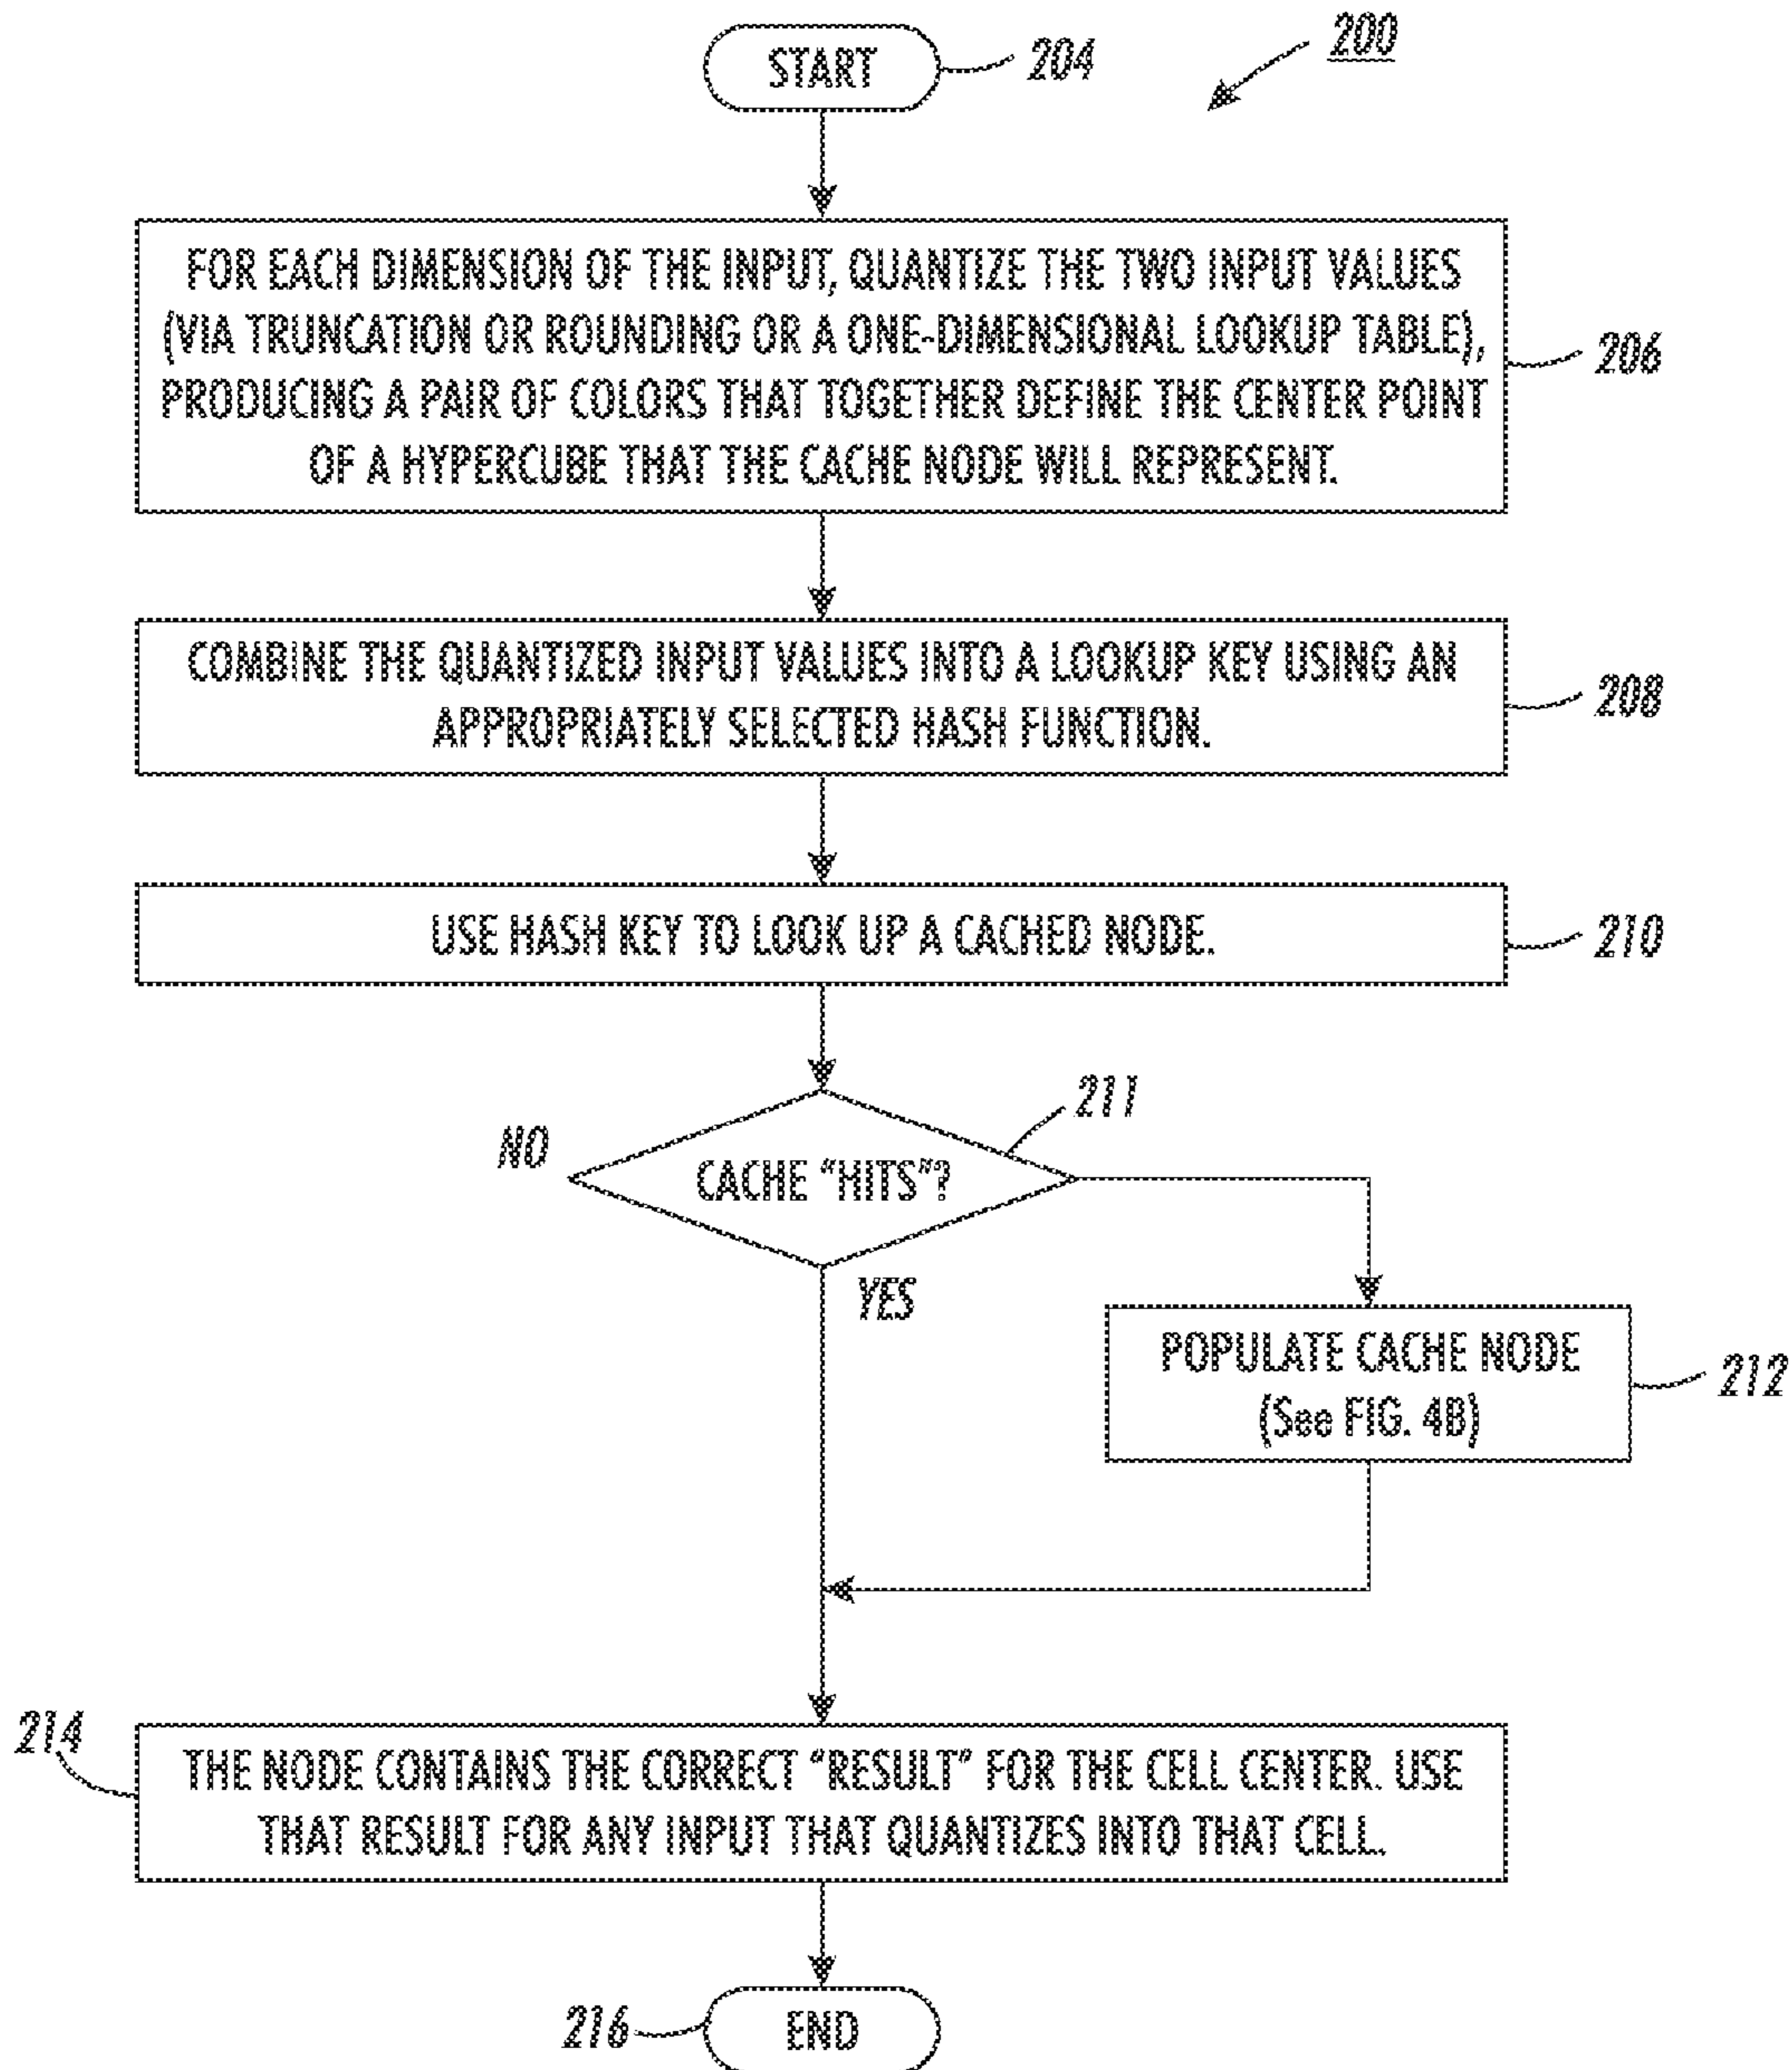 START
204
200
FOR EACH DIMENSION OF THE INPUT, QUANTIZE THE TWO INPUT VALUES
(VIA TRUNCATION OR ROUNDING OR A ONE-DIMENSIONAL LOOKUP TABLE),
PRODUCING A PAIR OF COLORS THAT TOGETHER DEFINE THE CENTER POINT
OF A HYPERCUBE THAT THE CACHE NODE WILL REPRESENT.
206
COMBINE THE QUANTIZED INPUT VALUES INTO A LOOKUP KEY USING AN
APPROPRIATELY SELECTED HASH FUNCTION.
208
USE HASH KEY TO LOOK UP A CACHED NODE.
210
211
NO
CACHE “HITS”?
YES
POPULATE CACHE NODE
(See FIG. 4B)
212
214
THE NODE CONTAINS THE CORRECT “RESULT” FOR THE CELL CENTER. USE
THAT RESULT FOR ANY INPUT THAT QUANTIZES INTO THAT CELL.
216
END